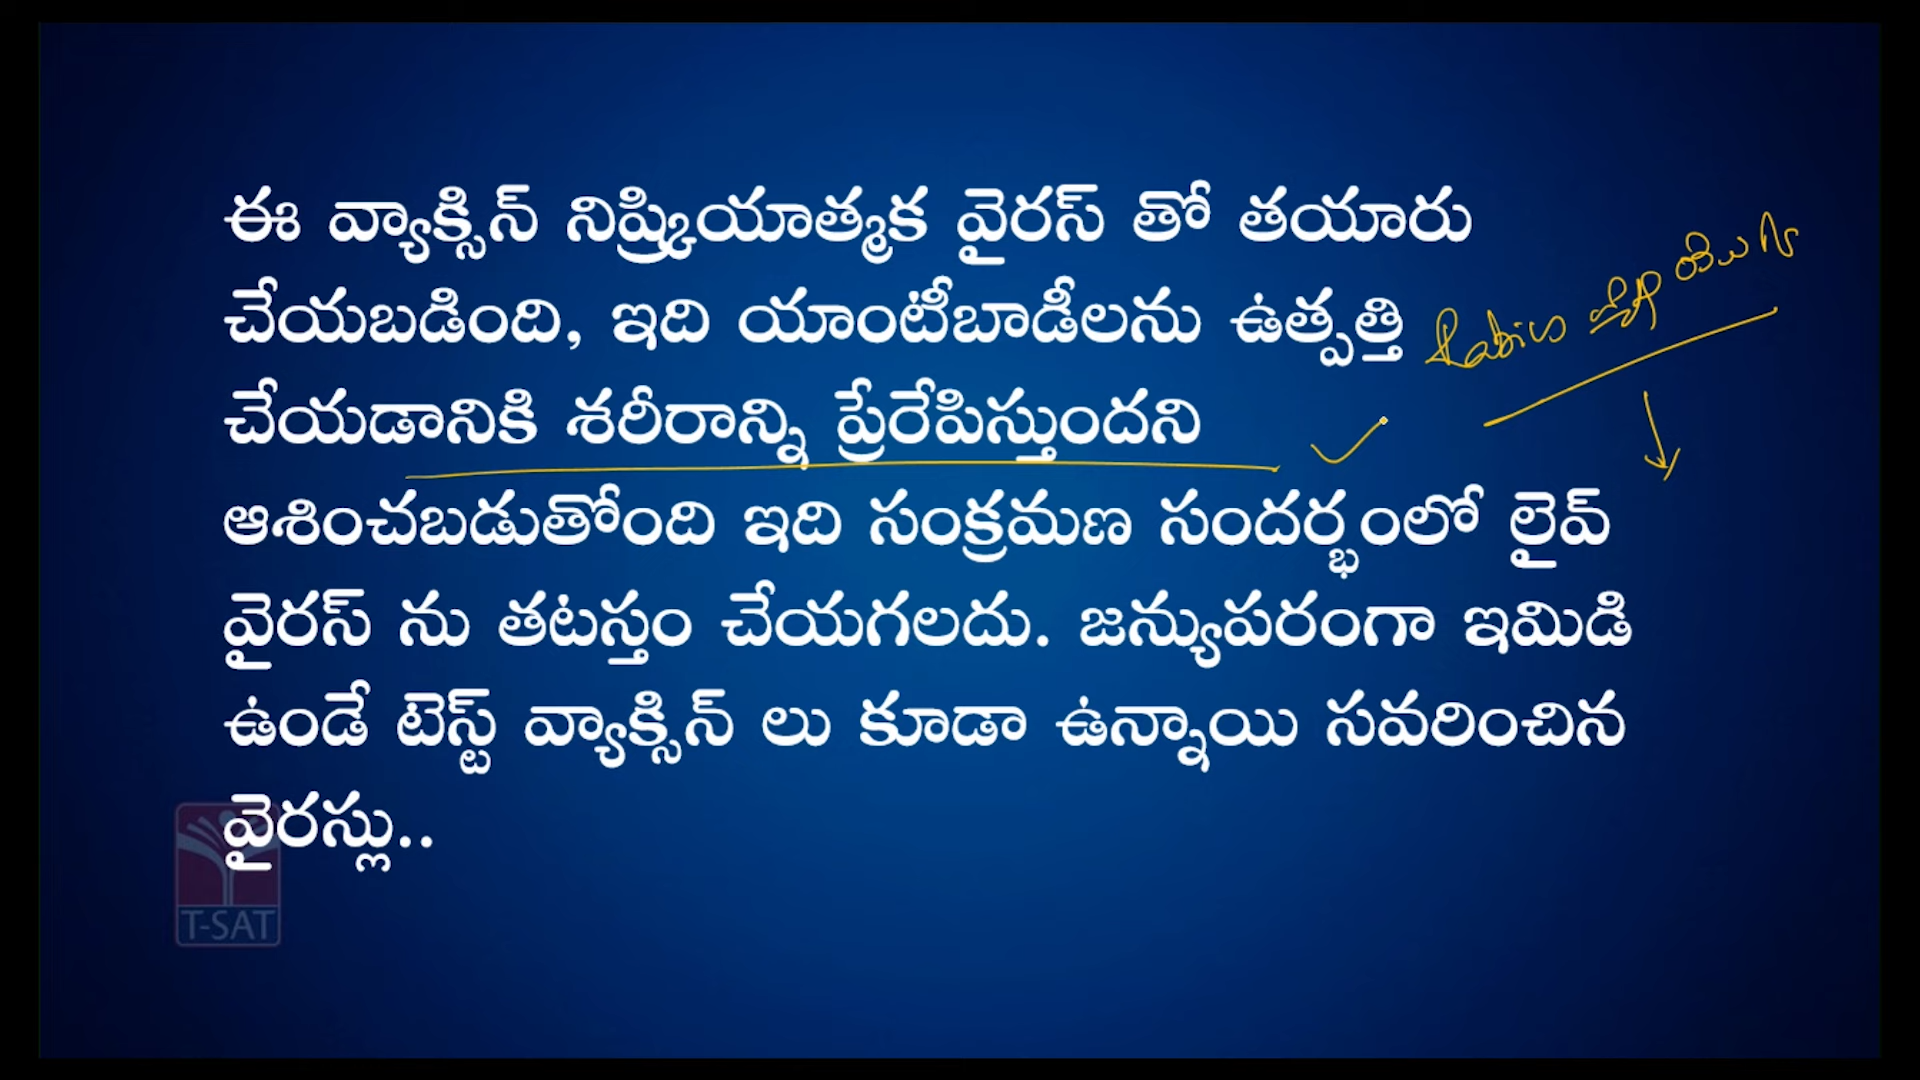 ఈ వ్యాక్సిన్ నిష్క్రియాత్మక వైరస్ తో తయారు
చేయబడింది, ఇది యాంటీబాడీలను ఉత్పత్తి
Rabies
చేయడానికి శరీరాన్ని ప్రేరేపిస్తుందని
ఆశించబడుతోంది ఇది సంక్రమణ సందర్భంలో లైవ్
వైరస్ ను తటస్తం చేయగలదు. జన్యుపరంగా ఇమిడి
ఉండే టెస్ట్ వ్యాక్సిన్ లు కూడా ఉన్నాయి సవరించిన
వైరస్లు..
T-SAT